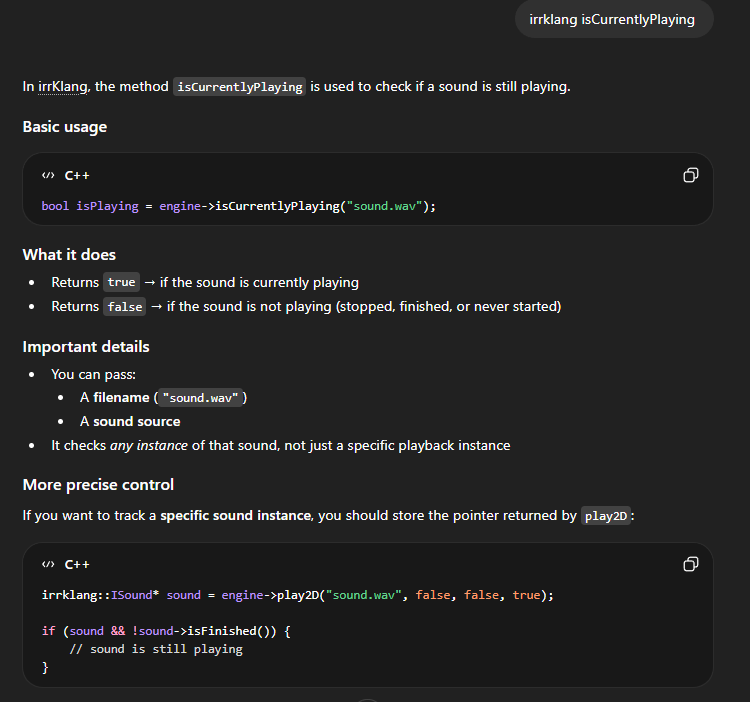 irrklang isCurrentlyPlaying
In irrKlang, the method isCurrentlyPlaying is used to check if a sound is still playing.
Basic usage
</> C++
bool isPlaying = engine->isCurrentlyPlaying("sound.wav");
What it does
• Returns true → if the sound is currently playing
• Returns false → if the sound is not playing (stopped, finished, or never started)
Important details
• You can pass:
• A filename ("sound.wav")
• A sound source
• It checks any instance of that sound, not just a specific playback instance
More precise control
If you want to track a specific sound instance, you should store the pointer returned by play2D:
</> C++
irrklang::ISound* sound = engine->play2D("sound.wav", false, false, true);
if (sound && !sound->isFinished()) {
// sound is still playing
}